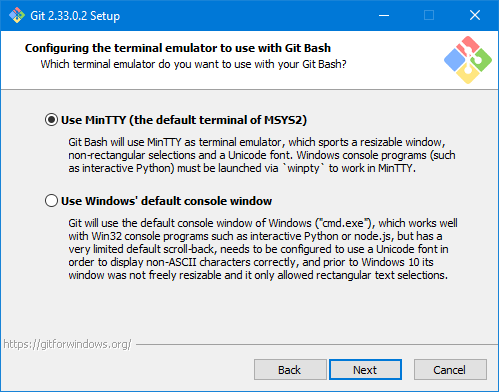 Git 2.33.0.2 Setup
Configuring the terminal emulator to use with Git Bash
Which terminal emulator do you want to use with your Git Bash?
Use MinTTY (the default terminal of MSYS2)
Git Bash will use MinTTY as terminal emulator, which sports a resizable window,
non-rectangular selections and a Unicode font. Windows console programs (such
as interactive Python) must be launched via `winpty` to work in MinTTY.
Use Windows' default console window
Git will use the default console window of Windows ("cmd.exe"), which works well
with Win32 console programs such as interactive Python or node.js, but has a
very limited default scroll-back, needs to be configured to use a Unicode font in
order to display non-ASCII characters correctly, and prior to Windows 10 its
window was not freely resizable and it only allowed rectangular text selections.
https://gitforwindows.org/
Back
Next
Cancel